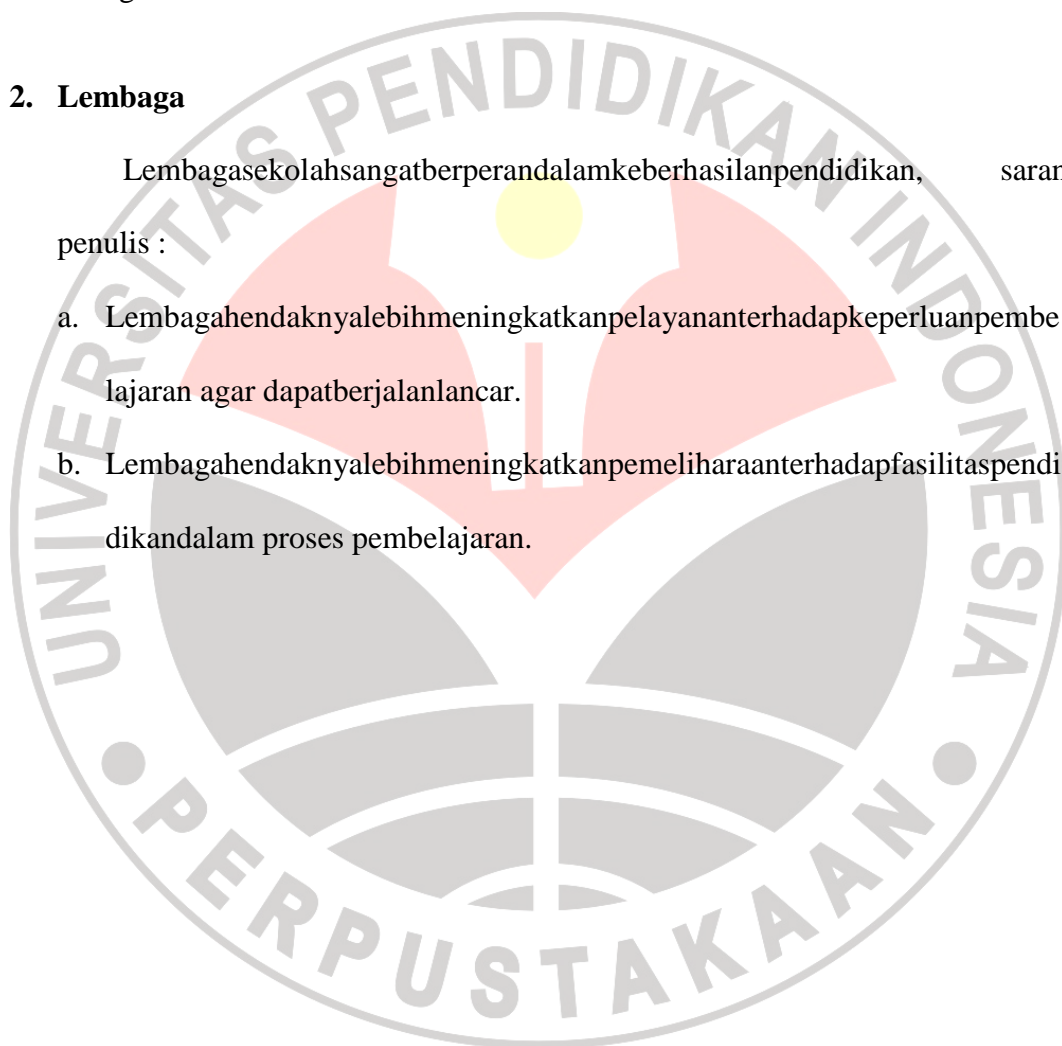 2. Lembaga
Lembagasekolahsangatberperandalamkeberhasilanpendidikan, saran
penulis :
a. Lembagahendaknyalebihmeningkatkanpelayananterhadapkeperluanpembe
lajaran agar dapatberjalanlancar.
b. Lembagahendaknyalebihmeningkatkanpemeliharaanterhadapfasilitaspendi
dikandalam proses pembelajaran.
UNIVERSITAS PENDIDIKAN INDONESIA
PERPUSTAKAAN